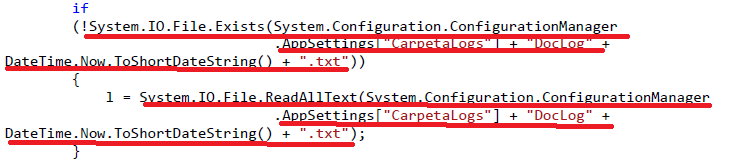 if
(!System.IO.File.Exists(System.Configuration.ConfigurationManager
.AppSettings["CarpetaLogs"] + "DocLog" +
DateTime.Now.ToShortDateString() + ".txt"))
{
l = System.IO.File.ReadAllText(System.Configuration.ConfigurationManager
.AppSettings["CarpetaLogs"] + "DocLog" +
DateTime.Now.ToShortDateString() + ".txt");
}